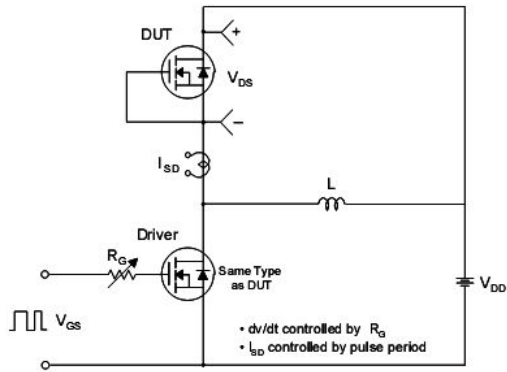 DUT
+
V_DS
−
I_SD
L
Driver
R_G
Same Type
as DUT
V_DD
V_GS
• dv/dt controlled by R_G
• I_SD controlled by pulse period